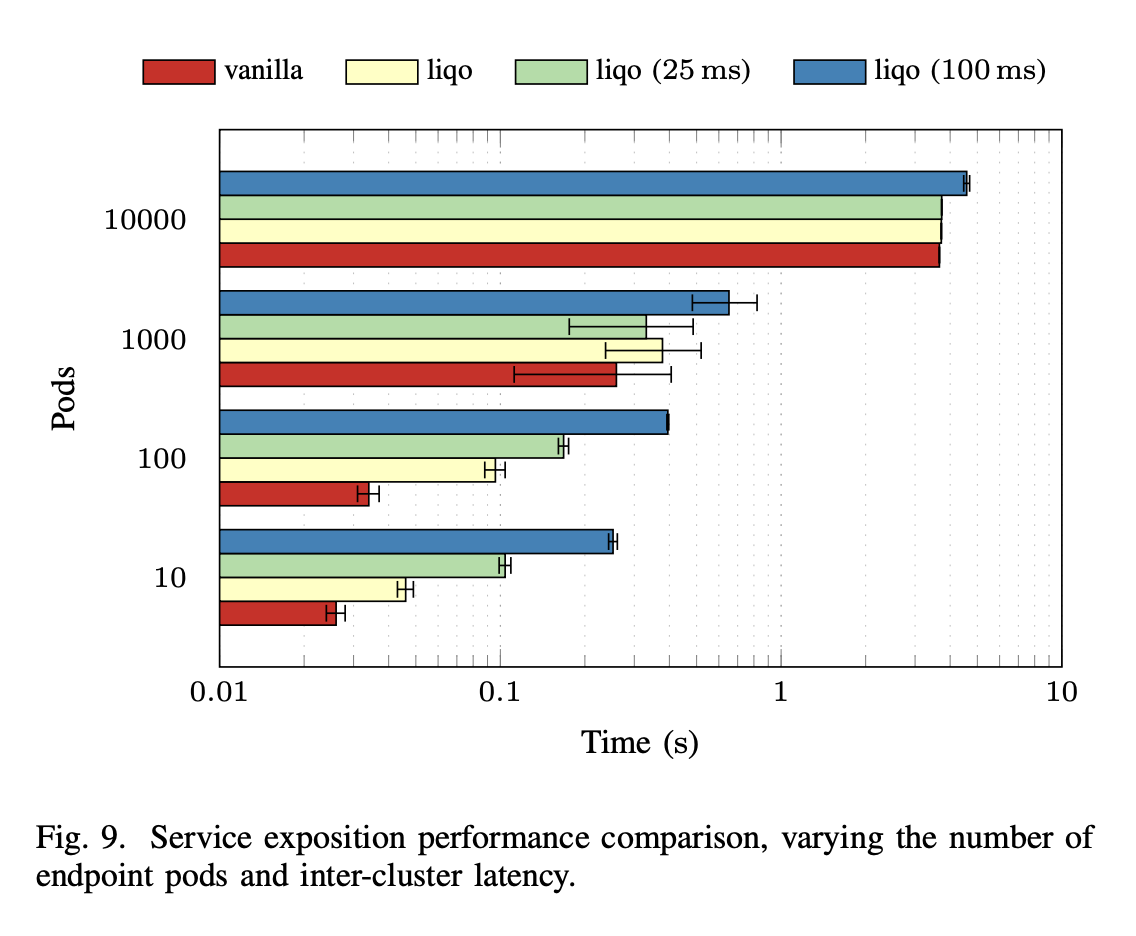 vanilla liqo liqo (25 ms) liqo (100 ms)
10000
1000
100
10
Pods
0.01 0.1 1 10
Time (s)
Fig. 9. Service exposition performance comparison, varying the number of
endpoint pods and inter-cluster latency.